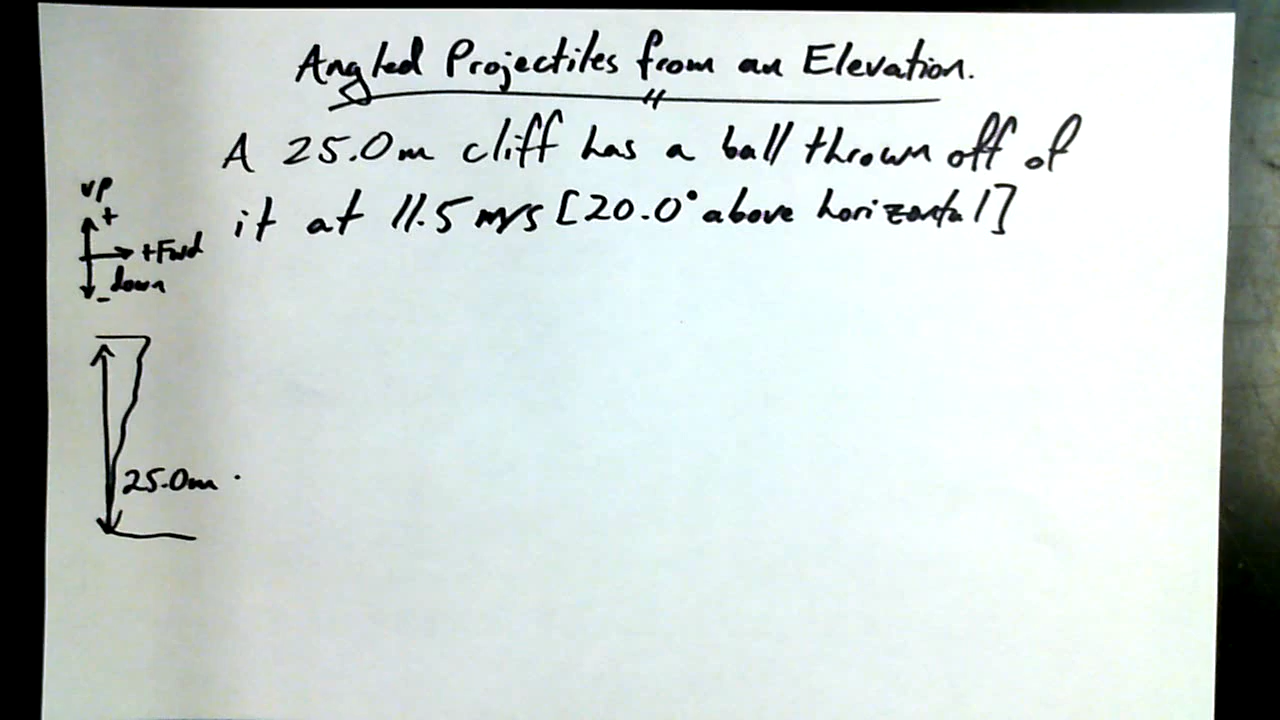 Angled Projectiles from an Elevation.
A 25.0m cliff has a ball thrown off of
it at 11.5 m/s [20.0° above horizontal]
up
+
+Fwd
- down
25.0m